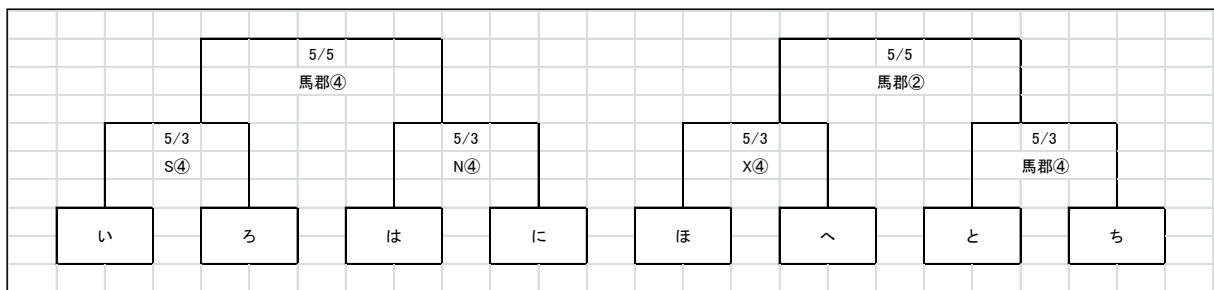 5/5 5/5
馬郡④ 馬郡②
5/3 5/3 5/3 5/3
S④ N④ X④ 馬郡④
い ろ は に ほ へ と ち